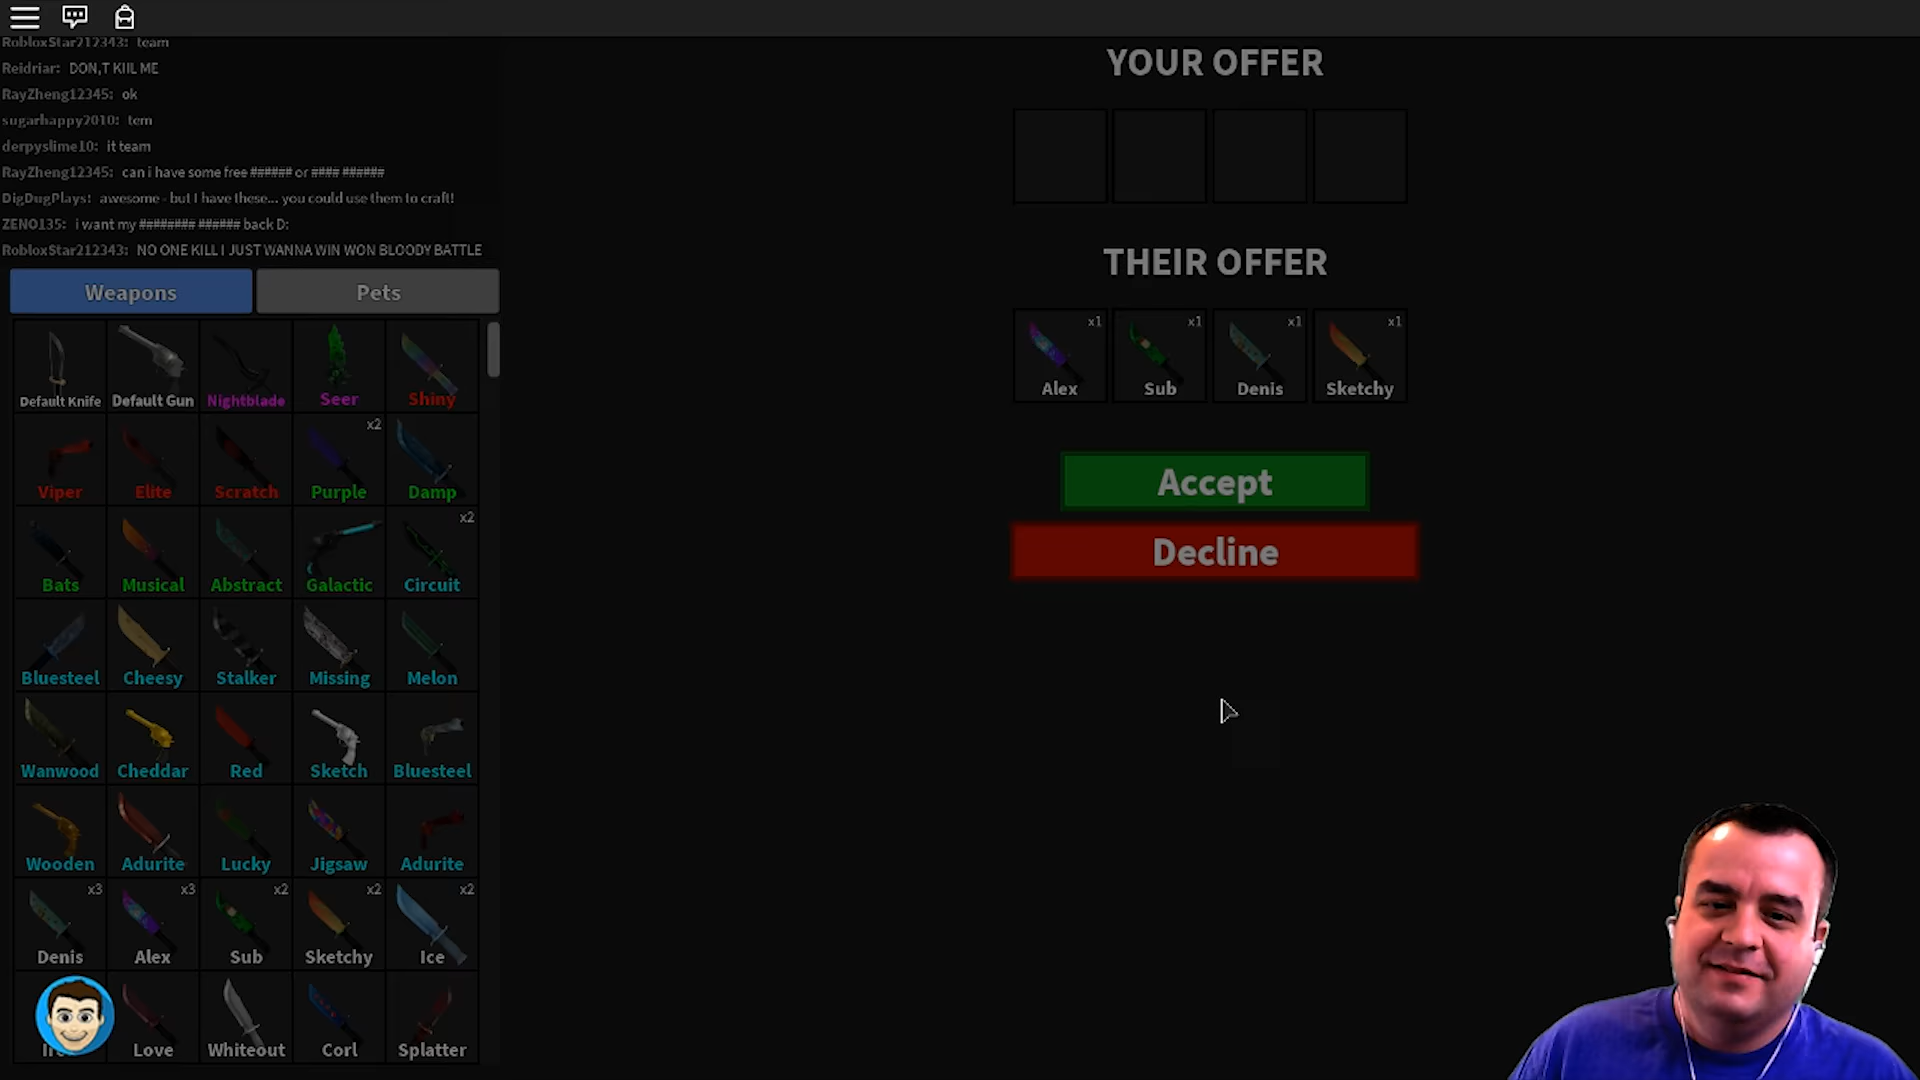 RobloxStar212343: team
Reidriar: DON,T KIIL ME
RayZheng12345: ok
sugarhappy2010: tem
derpyslime10: it team
RayZheng12345: can i have some free ###### or #### ######
DigDugPlays: awesome - but I have these... you could use them to craft!
ZENO135: i want my ######## ###### back D:
RobloxStar212343: NO ONE KILL I JUST WANNA WIN WON BLOODY BATTLE
Weapons Pets
Default Knife Default Gun Nightblade Seer Shiny
x2
Viper Elite Scratch Purple Damp
x2
Bats Musical Abstract Galactic Circuit
Bluesteel Cheesy Stalker Missing Melon
Wanwood Cheddar Red Sketch Bluesteel
Wooden Adurite Lucky Jigsaw Adurite
x3 x3 x2 x2 x2
Denis Alex Sub Sketchy Ice
Love Whiteout Corl Splatter
YOUR OFFER
THEIR OFFER
x1 x1 x1 x1
Alex Sub Denis Sketchy
Accept
Decline